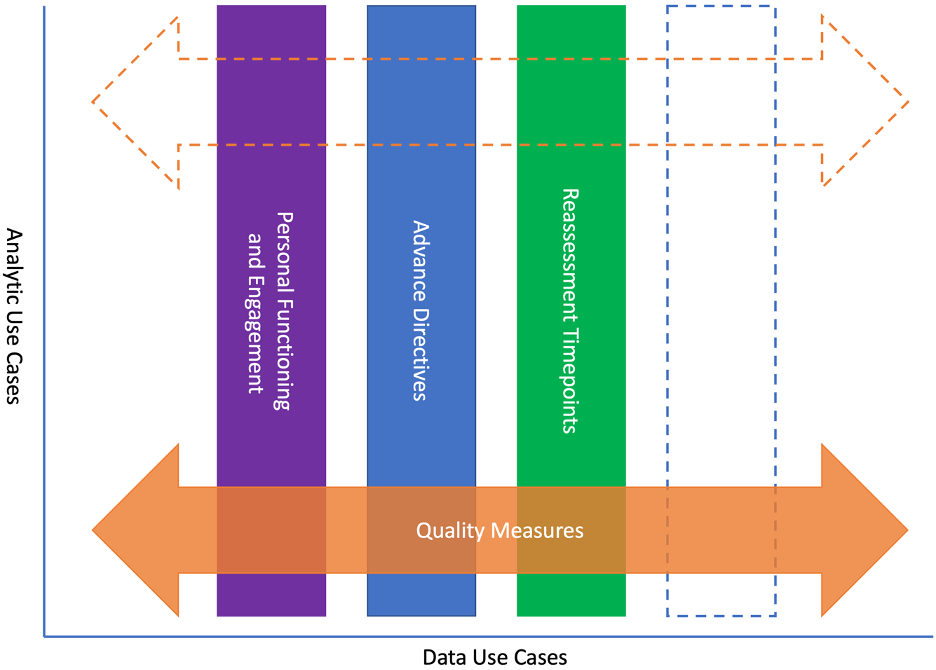 Analytic Use Cases
Personal Functioning
and Engagement
Advance Directives
Reassessment Timepoints
Quality Measures
Data Use Cases